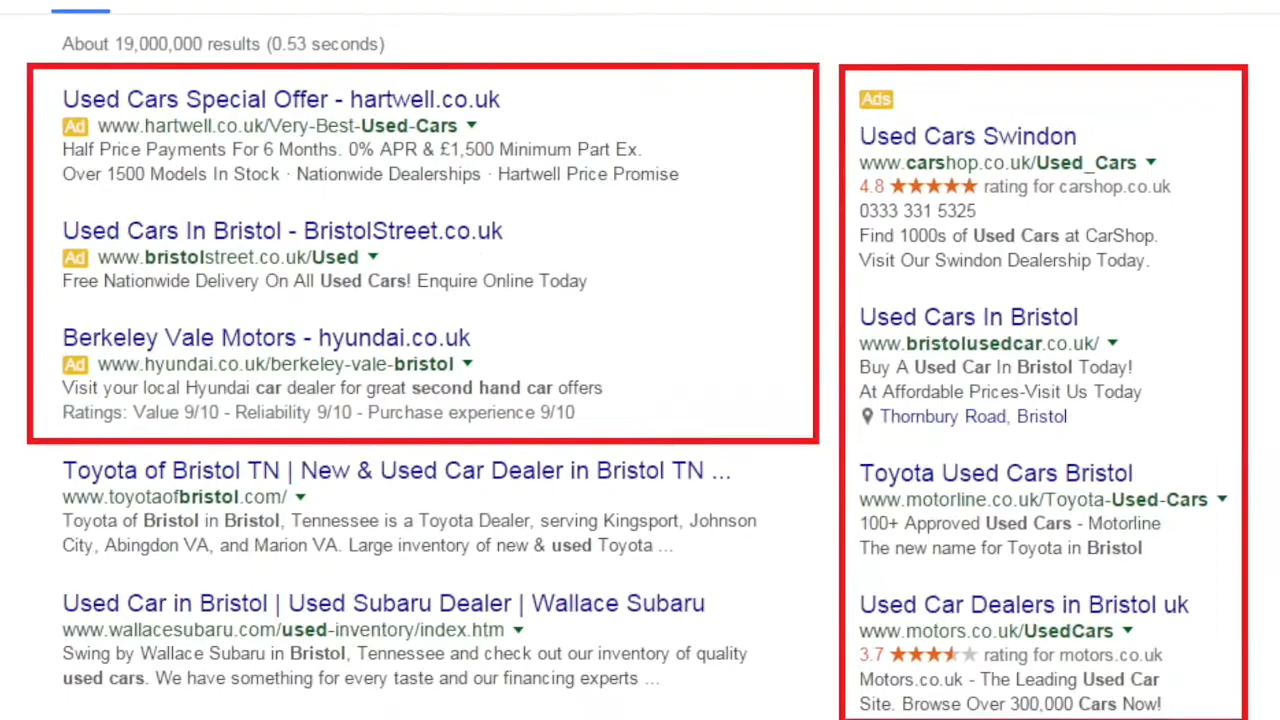 About 19,000,000 results (0.53 seconds)
Used Cars Special Offer - hartwell.co.uk
Ad www.hartwell.co.uk/Very-Best-Used-Cars
Half Price Payments For 6 Months. 0% APR & £1,500 Minimum Part Ex.
Over 1500 Models In Stock · Nationwide Dealerships · Hartwell Price Promise
Used Cars In Bristol - BristolStreet.co.uk
Ad www.bristolstreet.co.uk/Used
Free Nationwide Delivery On All Used Cars! Enquire Online Today
Berkeley Vale Motors - hyundai.co.uk
Ad www.hyundai.co.uk/berkeley-vale-bristol
Visit your local Hyundai car dealer for great second hand car offers
Ratings: Value 9/10 - Reliability 9/10 - Purchase experience 9/10
Toyota of Bristol TN | New & Used Car Dealer in Bristol TN ...
www.toyotaofbristol.com/
Toyota of Bristol in Bristol, Tennessee is a Toyota Dealer, serving Kingsport, Johnson
City, Abingdon VA, and Marion VA. Large inventory of new & used Toyota ...
Used Car in Bristol | Used Subaru Dealer | Wallace Subaru
www.wallacesubaru.com/used-inventory/index.htm
Swing by Wallace Subaru in Bristol, Tennessee and check out our inventory of quality
used cars. We have something for every taste and our financing experts ...
Ads
Used Cars Swindon
www.carshop.co.uk/Used_Cars
4.8 ★★★★★ rating for carshop.co.uk
0333 331 5325
Find 1000s of Used Cars at CarShop.
Visit Our Swindon Dealership Today.
Used Cars In Bristol
www.bristolusedcar.co.uk/
Buy A Used Car In Bristol Today!
At Affordable Prices-Visit Us Today
Thornbury Road, Bristol
Toyota Used Cars Bristol
www.motorline.co.uk/Toyota-Used-Cars
100+ Approved Used Cars - Motorline
The new name for Toyota in Bristol
Used Car Dealers in Bristol uk
www.motors.co.uk/UsedCars
3.7 ★★★★★ rating for motors.co.uk
Motors.co.uk - The Leading Used Car
Site. Browse Over 300,000 Cars Now!